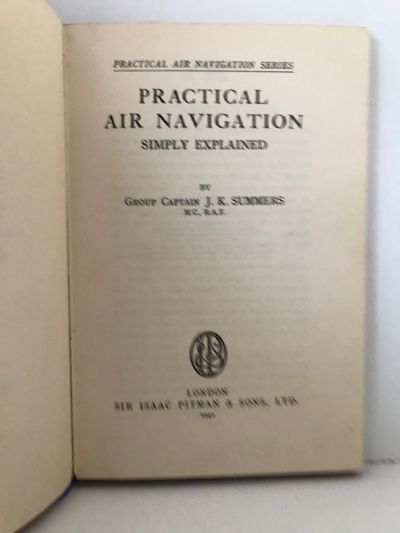 PRACTICAL AIR NAVIGATION SERIES
PRACTICAL
AIR NAVIGATION
SIMPLY EXPLAINED
BY
GROUP CAPTAIN J. K. SUMMERS
M.C., R.A.F.
LONDON
SIR ISAAC PITMAN & SONS, LTD.